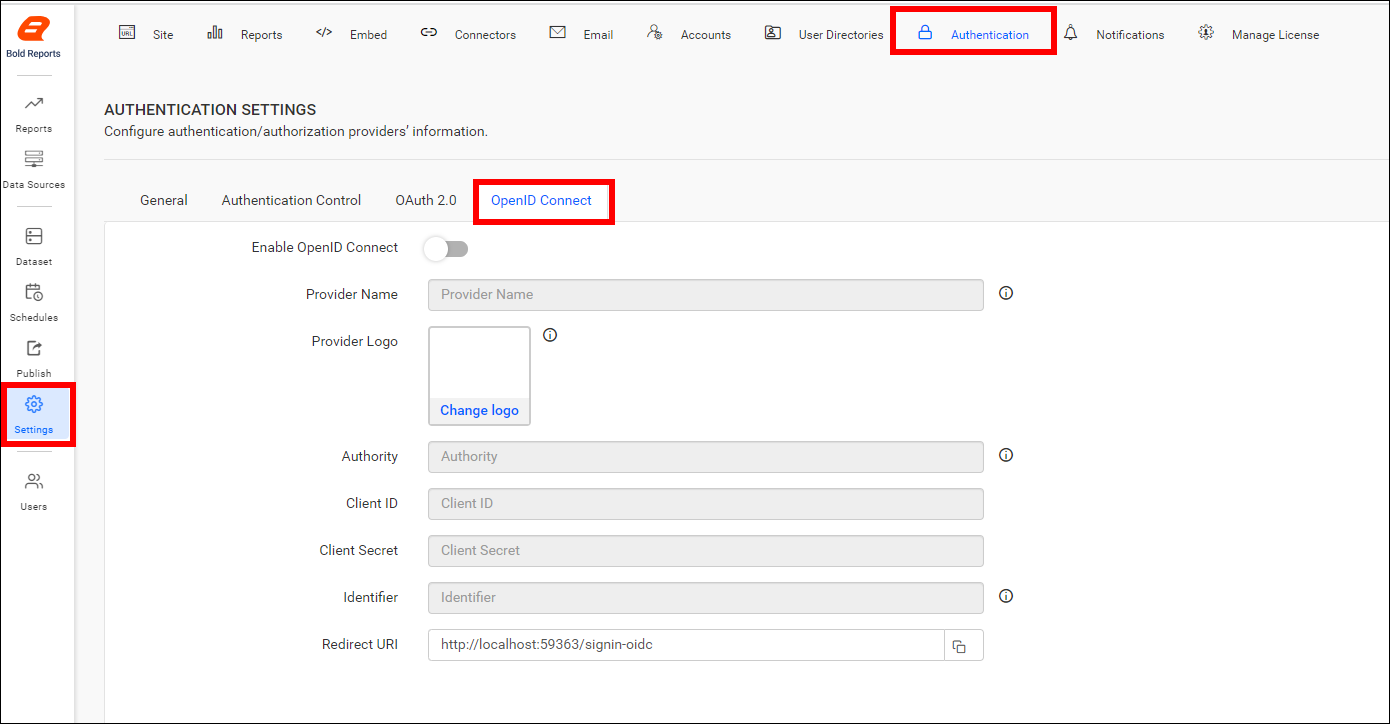 Bold Reports
Reports
Data Sources
Dataset
Schedules
Publish
Settings
Users
URL Site Reports </> Embed Connectors Email Accounts User Directories Authentication Notifications Manage License
AUTHENTICATION SETTINGS
Configure authentication/authorization providers' information.
General Authentication Control OAuth 2.0 OpenID Connect
Enable OpenID Connect
Provider Name Provider Name
Provider Logo
Change logo
Authority Authority
Client ID Client ID
Client Secret Client Secret
Identifier Identifier
Redirect URI http://localhost:59363/signin-oidc